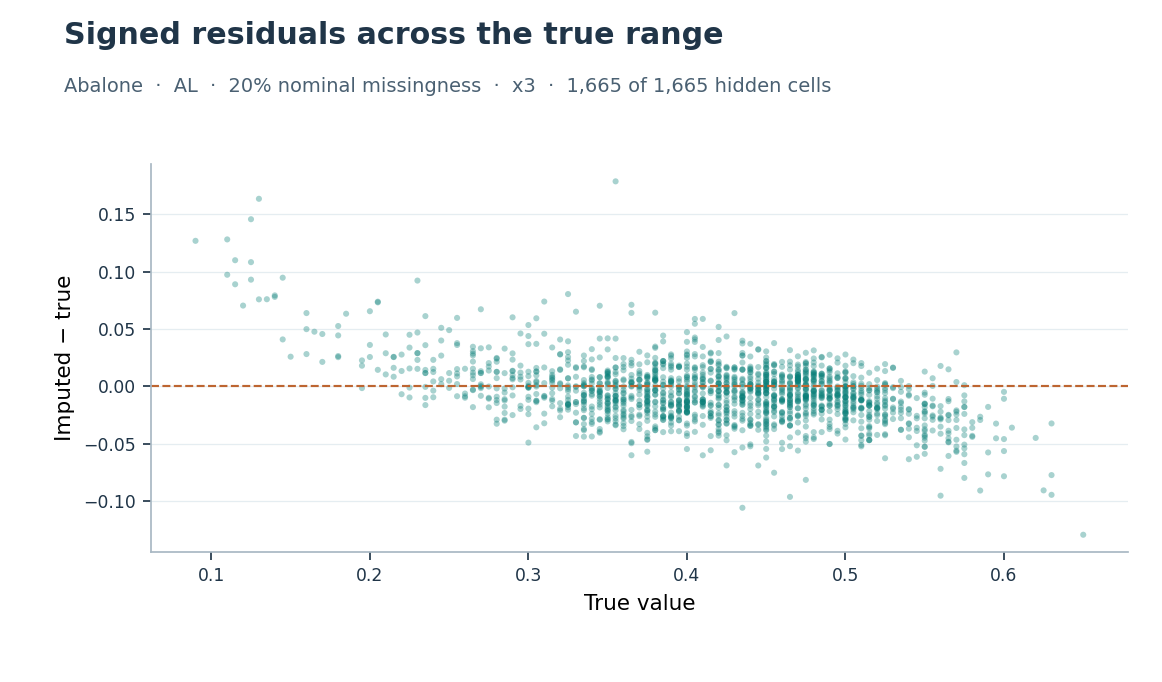 Signed residuals across the true range
Abalone · AL · 20% nominal missingness · x3 · 1,665 of 1,665 hidden cells
0.15
0.10
0.05
0.00
−0.05
−0.10
Imputed − true
0.1 0.2 0.3 0.4 0.5 0.6
True value